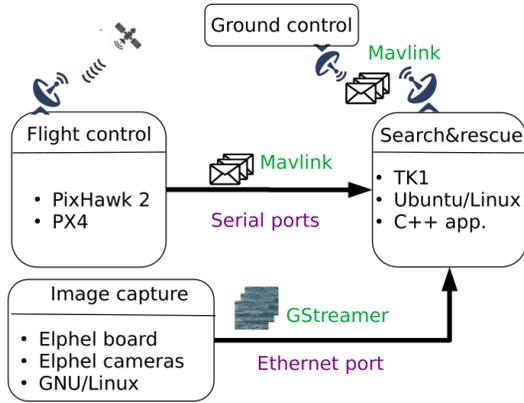 Ground control
Mavlink
Flight control
• PixHawk 2
• PX4
Mavlink
Serial ports
Search&rescue
• TK1
• Ubuntu/Linux
• C++ app.
Image capture
• Elphel board
• Elphel cameras
• GNU/Linux
GStreamer
Ethernet port